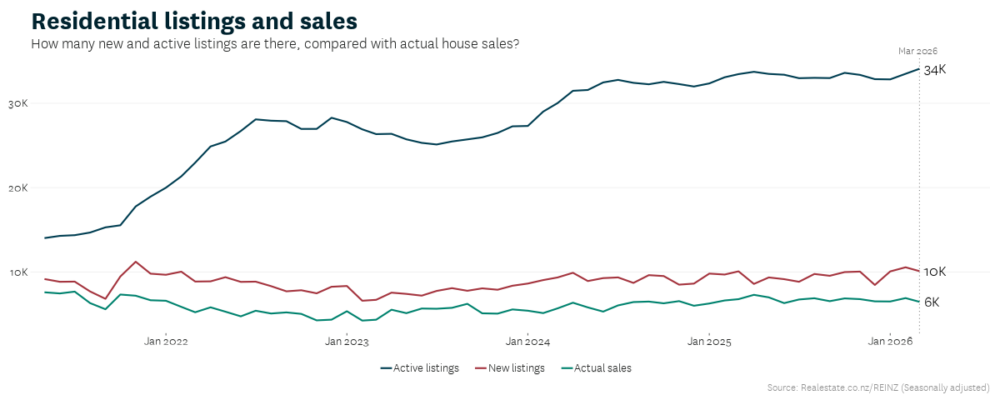 Residential listings and sales
How many new and active listings are there, compared with actual house sales?
Mar 2026
34K
30K
20K
10K
10K
6K
Jan 2022
Jan 2023
Jan 2024
Jan 2025
Jan 2026
Active listings
New listings
Actual sales
Source: Realestate.co.nz/REINZ (Seasonally adjusted)